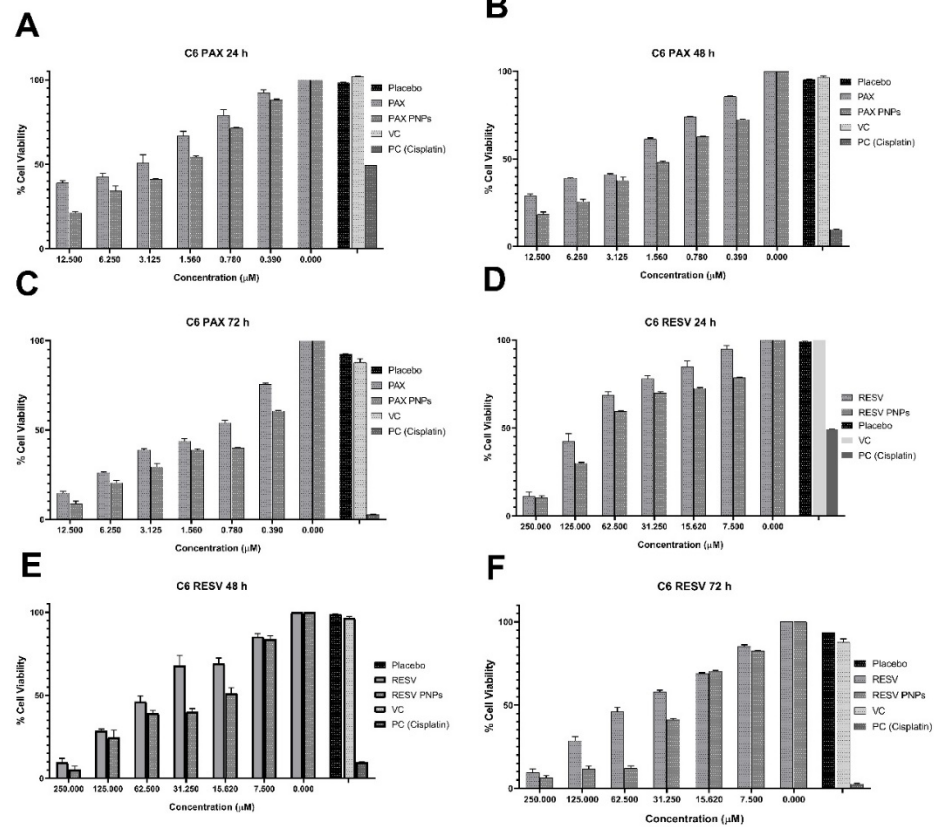 A
C6 PAX 24 h
% Cell Viability
100
50
0
12.500 6.250 3.125 1.560 0.780 0.390 0.000
Concentration (μM)
Placebo
PAX
PAX PNPs
VC
PC (Cisplatin)
B
C6 PAX 48 h
% Cell Viability
100
50
0
12.500 6.250 3.125 1.560 0.780 0.390 0.000
Concentration (μM)
Placebo
PAX
PAX PNPs
VC
PC (Cisplatin)
C
C6 PAX 72 h
% Cell Viability
100
50
0
12.500 6.250 3.125 1.560 0.780 0.390 0.000
Concentration (μM)
Placebo
PAX
PAX PNPs
VC
PC (Cisplatin)
D
C6 RESV 24 h
% Cell Viability
100
50
0
250.000 125.000 62.500 31.250 15.620 7.500 0.000
Concentration (μM)
RESV
RESV PNPs
Placebo
VC
PC (Cisplatin)
E
C6 RESV 48 h
% Cell Viability
100
50
0
250.000 125.000 62.500 31.250 15.620 7.500 0.000
Concentration (μM)
Placebo
RESV
RESV PNPs
VC
PC (Cisplatin)
F
C6 RESV 72 h
% Cell Viability
100
50
0
250.000 125.000 62.500 31.250 15.620 7.500 0.000
Concentration (μM)
Placebo
RESV
RESV PNPs
VC
PC (Cisplatin)